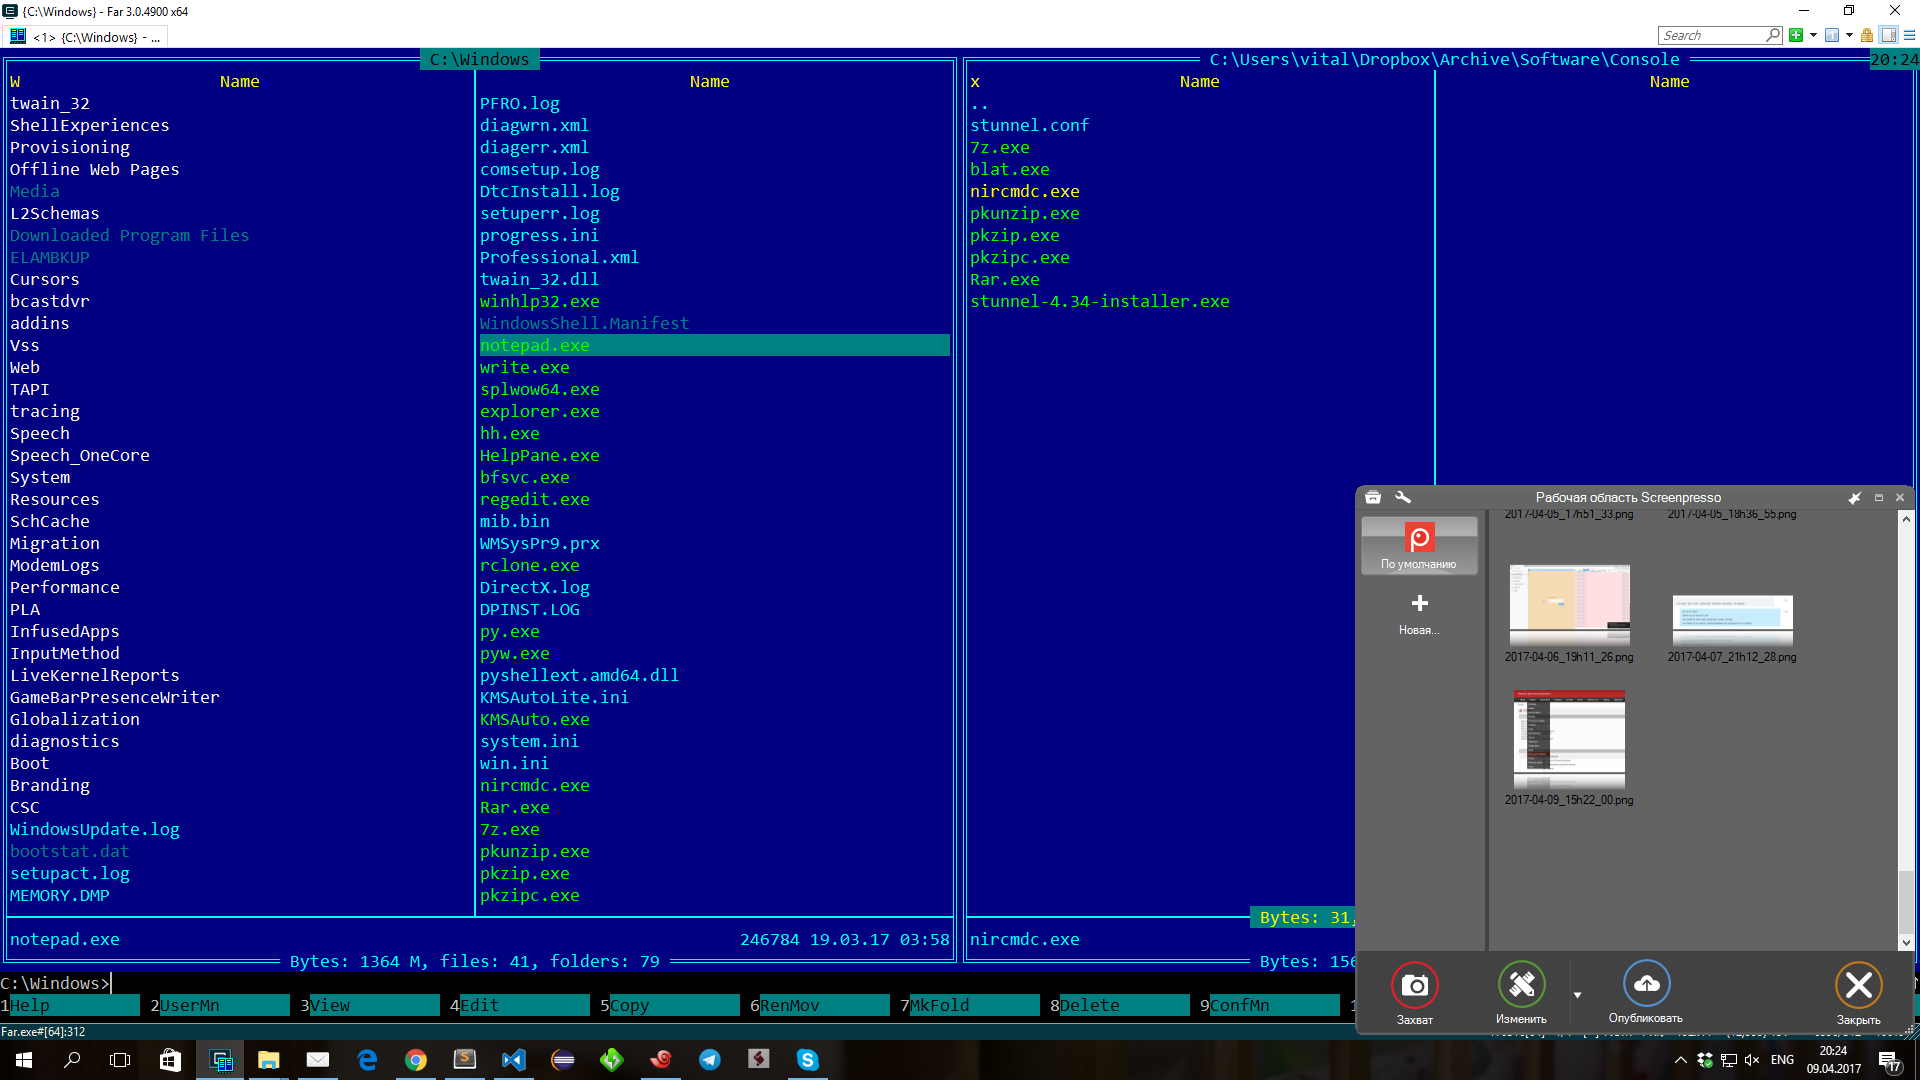 {C:\Windows} - Far 3.0.4900 x64
<1> {C:\Windows} - ...
Search
C:\Windows
C:\Users\vital\Dropbox\Archive\Software\Console
20:24
W Name Name
twain_32
ShellExperiences
Provisioning
Offline Web Pages
Media
L2Schemas
Downloaded Program Files
ELAMBKUP
Cursors
bcastdvr
addins
Vss
Web
TAPI
tracing
Speech
Speech_OneCore
System
Resources
SchCache
Migration
ModemLogs
Performance
PLA
InfusedApps
InputMethod
LiveKernelReports
GameBarPresenceWriter
Globalization
diagnostics
Boot
Branding
CSC
WindowsUpdate.log
bootstat.dat
setupact.log
MEMORY.DMP
PFRO.log
diagwrn.xml
diagerr.xml
comsetup.log
DtcInstall.log
setuperr.log
progress.ini
Professional.xml
twain_32.dll
winhlp32.exe
WindowsShell.Manifest
notepad.exe
write.exe
splwow64.exe
explorer.exe
hh.exe
HelpPane.exe
bfsvc.exe
regedit.exe
mib.bin
WMSysPr9.prx
rclone.exe
DirectX.log
DPINST.LOG
py.exe
pyw.exe
pyshellext.amd64.dll
KMSAutoLite.ini
KMSAuto.exe
system.ini
win.ini
nircmdc.exe
Rar.exe
7z.exe
pkunzip.exe
pkzip.exe
pkzipc.exe
notepad.exe 246784 19.03.17 03:58
Bytes: 1364 M, files: 41, folders: 79
x Name Name
..
stunnel.conf
7z.exe
blat.exe
nircmdc.exe
pkunzip.exe
pkzip.exe
pkzipc.exe
Rar.exe
stunnel-4.34-installer.exe
Bytes: 31,
nircmdc.exe
Bytes: 156
Рабочая область Screenpresso
По умолчанию
Новая...
2017-04-05_17h51_33.png
2017-04-05_18h36_55.png
2017-04-06_19h11_26.png
2017-04-07_21h12_28.png
2017-04-09_15h22_00.png
Захват
Изменить
Опубликовать
Закрыть
C:\Windows>
1Help 2UserMn 3View 4Edit 5Copy 6RenMov 7MkFold 8Delete 9ConfMn 1
Far.exe#[64]:312
ENG
20:24
09.04.2017
17